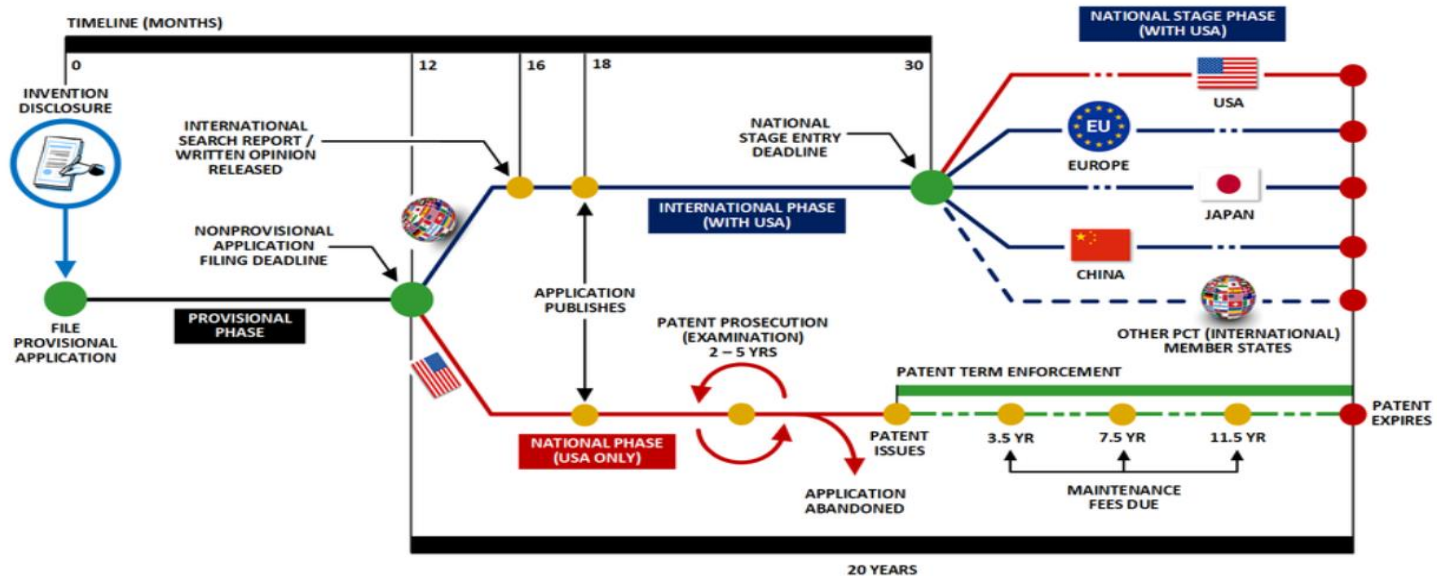 TIMELINE (MONTHS)
0
12
16
18
30
NATIONAL STAGE PHASE
(WITH USA)
INVENTION
DISCLOSURE
INTERNATIONAL
SEARCH REPORT /
WRITTEN OPINION
RELEASED
NATIONAL
STAGE ENTRY
DEADLINE
USA
EU
EUROPE
JAPAN
CHINA
OTHER PCT (INTERNATIONAL)
MEMBER STATES
INTERNATIONAL PHASE
(WITH USA)
NONPROVISIONAL
APPLICATION
FILING DEADLINE
APPLICATION
PUBLISHES
PROVISIONAL
PHASE
FILE
PROVISIONAL
APPLICATION
PATENT PROSECUTION
(EXAMINATION)
2 – 5 YRS
NATIONAL PHASE
(USA ONLY)
APPLICATION
ABANDONED
PATENT TERM ENFORCEMENT
PATENT
ISSUES
3.5 YR
7.5 YR
11.5 YR
PATENT
EXPIRES
MAINTENANCE
FEES DUE
20 YEARS